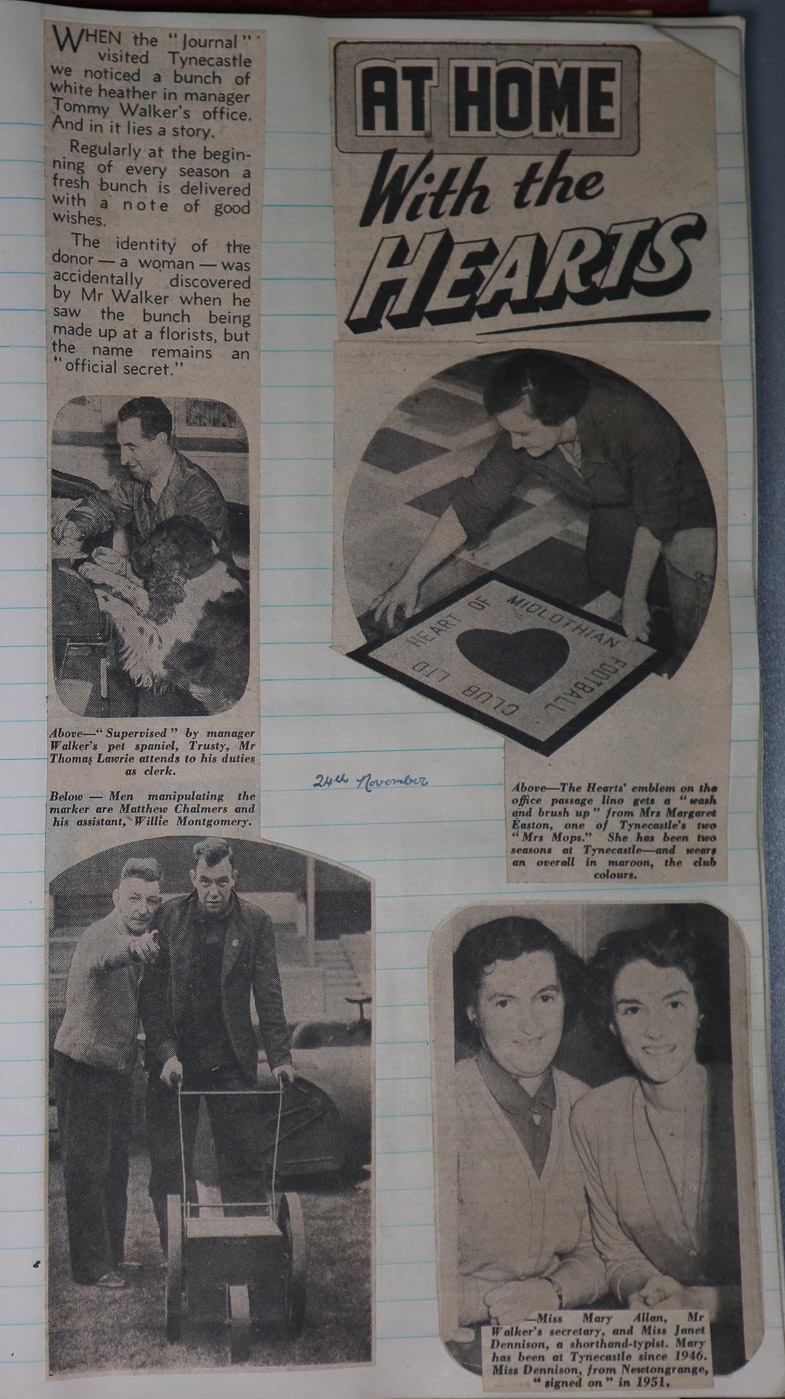 WHEN the "Journal"
visited Tynecastle
we noticed a bunch of
white heather in manager
Tommy Walker's office.
And in it lies a story.
Regularly at the begin-
ning of every season a
fresh bunch is delivered
with a note of good
wishes.
The identity of the
donor — a woman — was
accidentally discovered
by Mr Walker when he
saw the bunch being
made up at a florists, but
the name remains an
"official secret."
Above—"Supervised" by manager
Walker's pet spaniel, Trusty, Mr
Thomas Lawrie attends to his duties
as clerk.
Below — Men manipulating the
marker are Matthew Chalmers and
his assistant, Willie Montgomery.
AT HOME
With the
HEARTS
HEART OF MIDLOTHIAN
FOOTBALL
CLUB LTD
24th November
Above—The Hearts' emblem on the
office passage lino gets a "wash
and brush up" from Mrs Margaret
Easton, one of Tynecastle's two
"Mrs Mops." She has been two
seasons at Tynecastle—and wears
an overall in maroon, the club
colours.
—Miss Mary Allan, Mr
Walker's secretary, and Miss Janet
Dennison, a shorthand-typist. Mary
has been at Tynecastle since 1946.
Miss Dennison, from Newtongrange,
"signed on" in 1951.